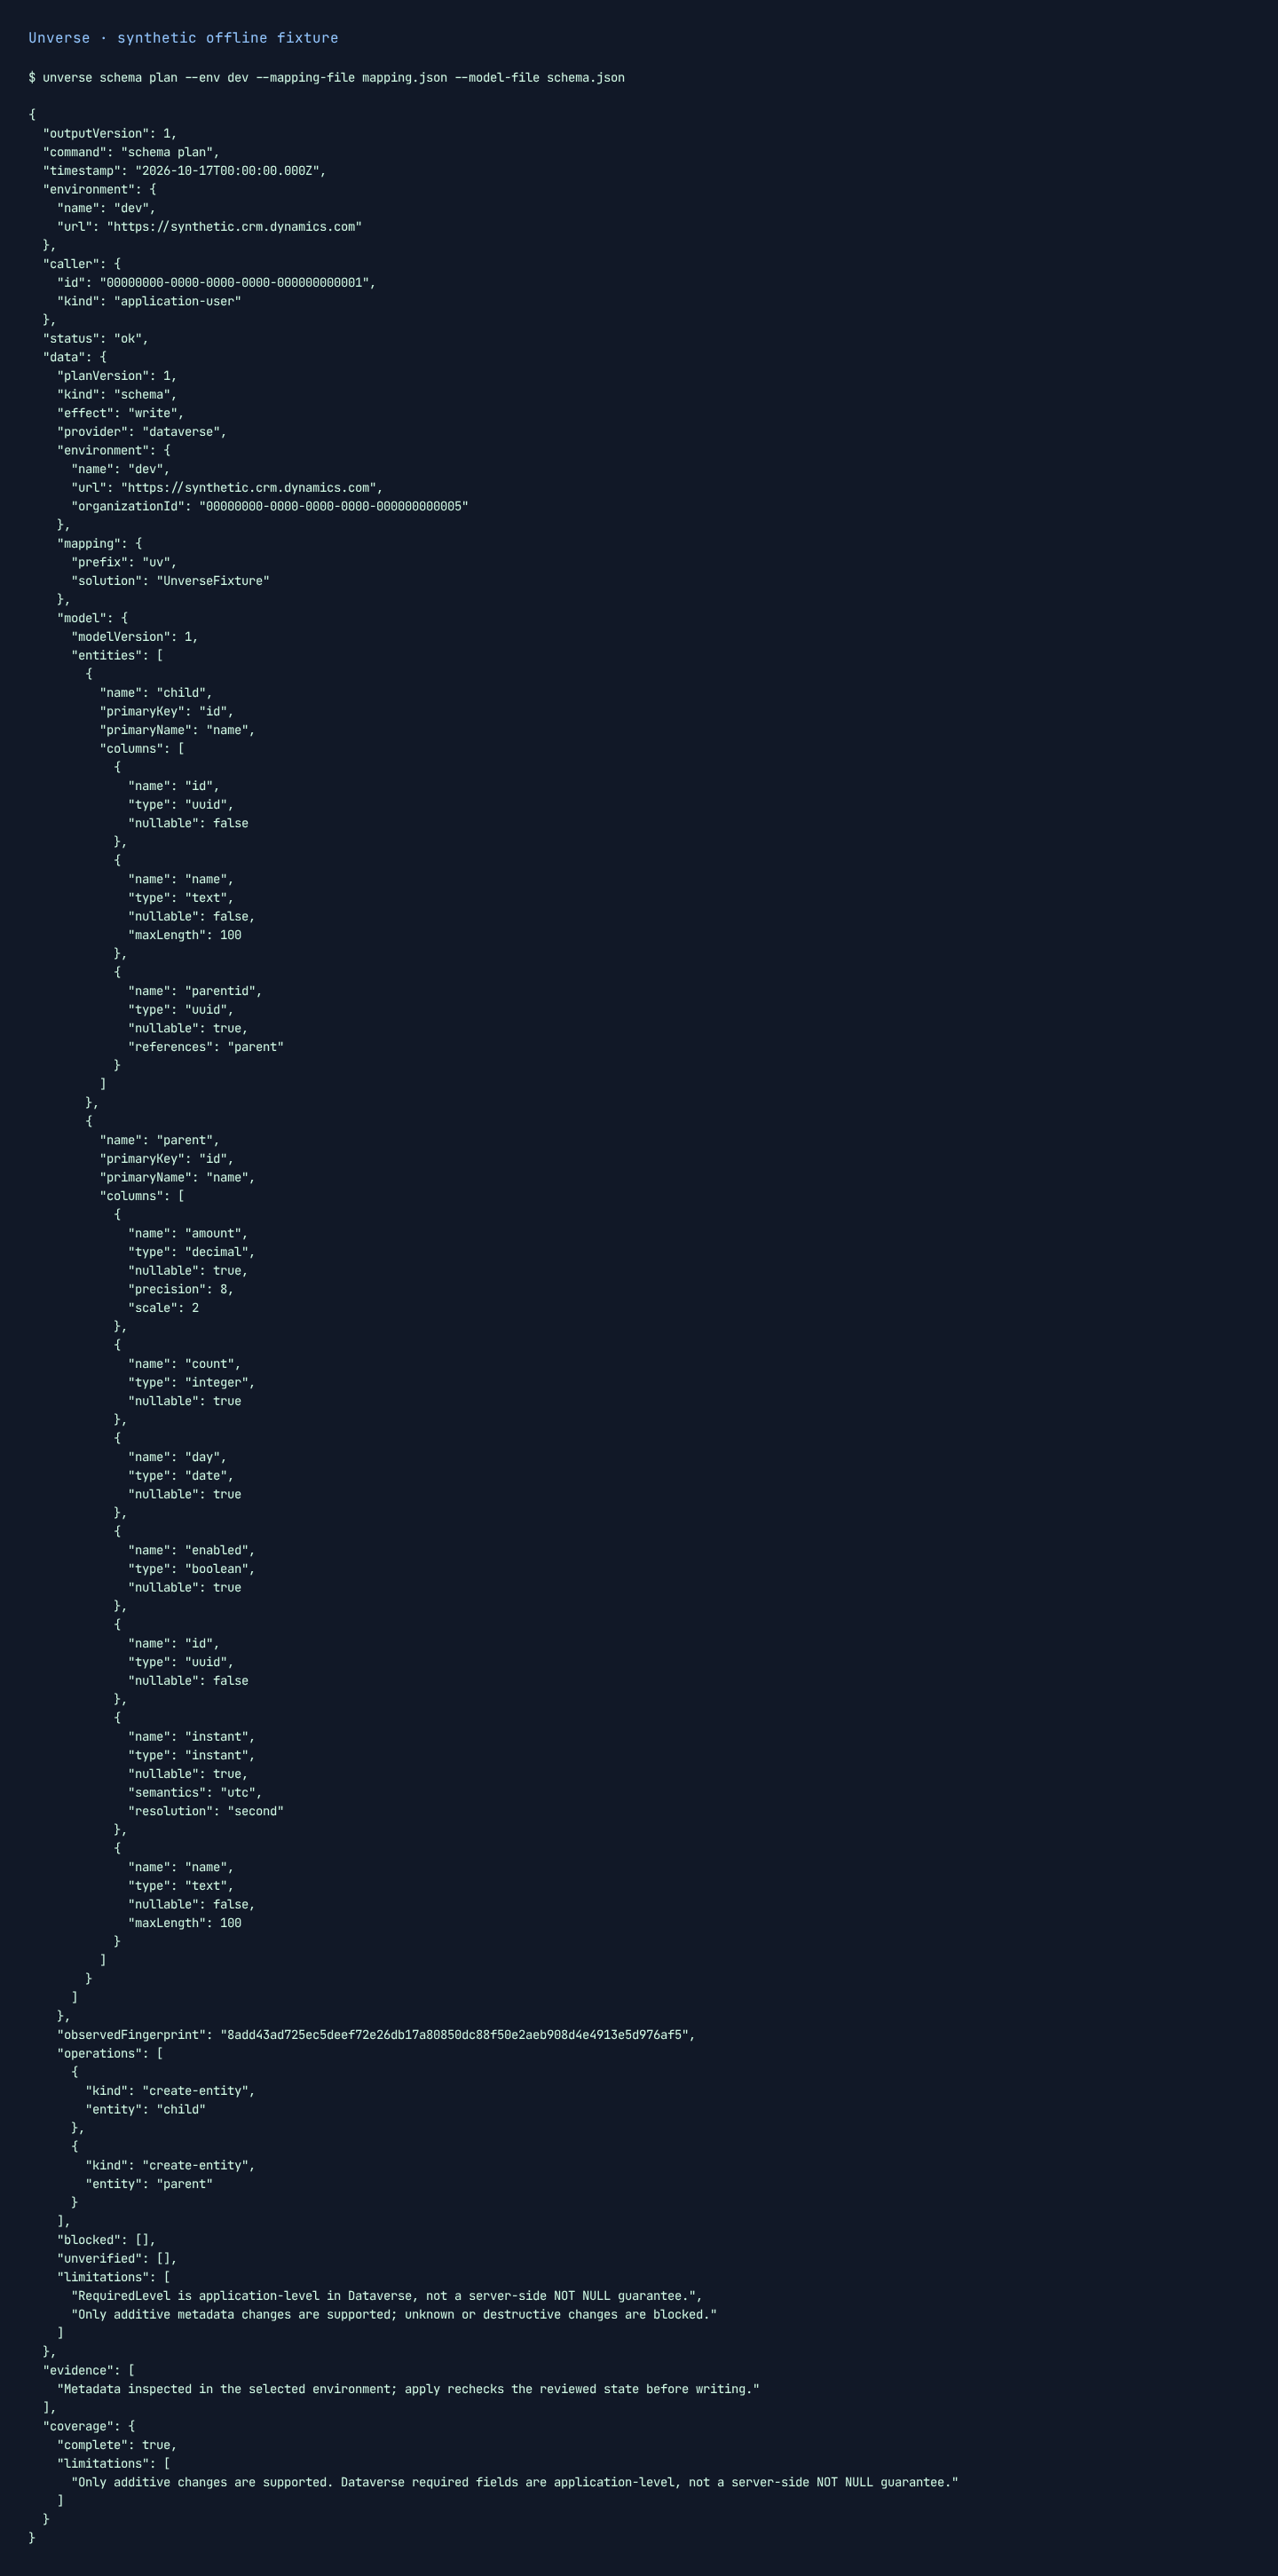 Unverse · synthetic offline fixture
$ unverse schema plan --env dev --mapping-file mapping.json --model-file schema.json
{
  "outputVersion": 1,
  "command": "schema plan",
  "timestamp": "2026-10-17T00:00:00.000Z",
  "environment": {
    "name": "dev",
    "url": "https://synthetic.crm.dynamics.com"
  },
  "caller": {
    "id": "00000000-0000-0000-0000-000000000001",
    "kind": "application-user"
  },
  "status": "ok",
  "data": {
    "planVersion": 1,
    "kind": "schema",
    "effect": "write",
    "provider": "dataverse",
    "environment": {
      "name": "dev",
      "url": "https://synthetic.crm.dynamics.com",
      "organizationId": "00000000-0000-0000-0000-000000000005"
    },
    "mapping": {
      "prefix": "uv",
      "solution": "UnverseFixture"
    },
    "model": {
      "modelVersion": 1,
      "entities": [
        {
          "name": "child",
          "primaryKey": "id",
          "primaryName": "name",
          "columns": [
            {
              "name": "id",
              "type": "uuid",
              "nullable": false
            },
            {
              "name": "name",
              "type": "text",
              "nullable": false,
              "maxLength": 100
            },
            {
              "name": "parentid",
              "type": "uuid",
              "nullable": true,
              "references": "parent"
            }
          ]
        },
        {
          "name": "parent",
          "primaryKey": "id",
          "primaryName": "name",
          "columns": [
            {
              "name": "amount",
              "type": "decimal",
              "nullable": true,
              "precision": 8,
              "scale": 2
            },
            {
              "name": "count",
              "type": "integer",
              "nullable": true
            },
            {
              "name": "day",
              "type": "date",
              "nullable": true
            },
            {
              "name": "enabled",
              "type": "boolean",
              "nullable": true
            },
            {
              "name": "id",
              "type": "uuid",
              "nullable": false
            },
            {
              "name": "instant",
              "type": "instant",
              "nullable": true,
              "semantics": "utc",
              "resolution": "second"
            },
            {
              "name": "name",
              "type": "text",
              "nullable": false,
              "maxLength": 100
            }
          ]
        }
      ]
    },
    "observedFingerprint": "8add43ad725ec5deef72e26db17a80850dc88f50e2aeb908d4e4913e5d976af5",
    "operations": [
      {
        "kind": "create-entity",
        "entity": "child"
      },
      {
        "kind": "create-entity",
        "entity": "parent"
      }
    ],
    "blocked": [],
    "unverified": [],
    "limitations": [
      "RequiredLevel is application-level in Dataverse, not a server-side NOT NULL guarantee.",
      "Only additive metadata changes are supported; unknown or destructive changes are blocked."
    ]
  },
  "evidence": [
    "Metadata inspected in the selected environment; apply rechecks the reviewed state before writing."
  ],
  "coverage": {
    "complete": true,
    "limitations": [
      "Only additive changes are supported. Dataverse required fields are application-level, not a server-side NOT NULL guarantee."
    ]
  }
}